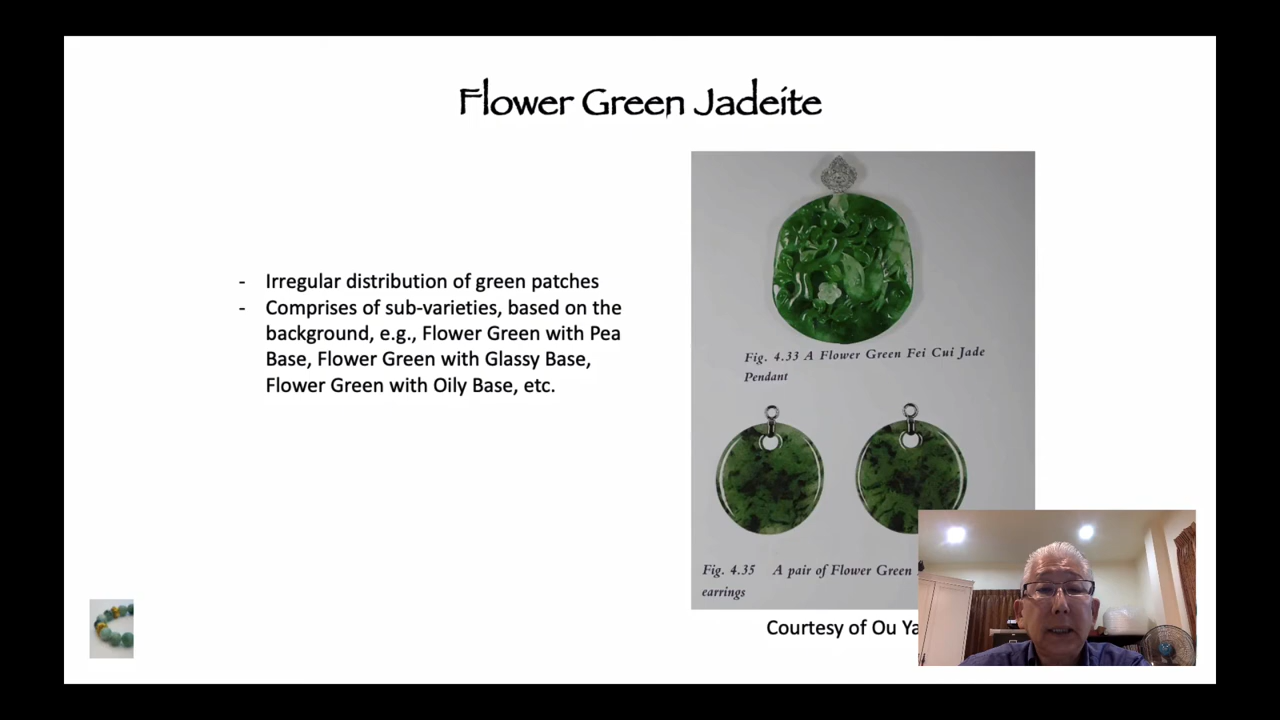 Flower Green Jadeite
- Irregular distribution of green patches
- Comprises of sub-varieties, based on the
background, e.g., Flower Green with Pea
Base, Flower Green with Glassy Base,
Flower Green with Oily Base, etc.
Fig. 4.33 A Flower Green Fei Cui Jade
Pendant
Fig. 4.35 A pair of Flower Green
earrings
Courtesy of Ou Ya